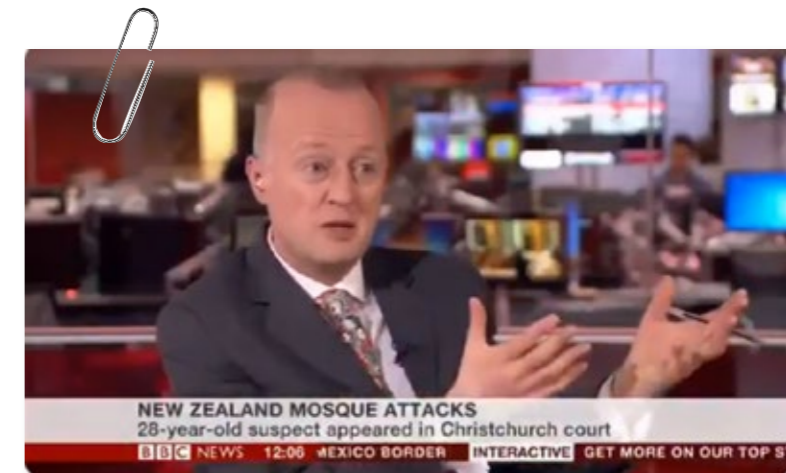 NEW ZEALAND MOSQUE ATTACKS
28-year-old suspect appeared in Christchurch court
BBC NEWS 12:06 MEXICO BORDER INTERACTIVE GET MORE ON OUR TOP S